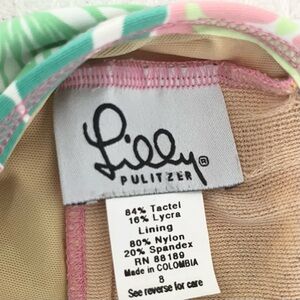 Lilly®
PULITZER
84% Tactel
16% Lycra
Lining
80% Nylon
20% Spandex
RN 88189
Made in COLOMBIA
8
See reverse for care